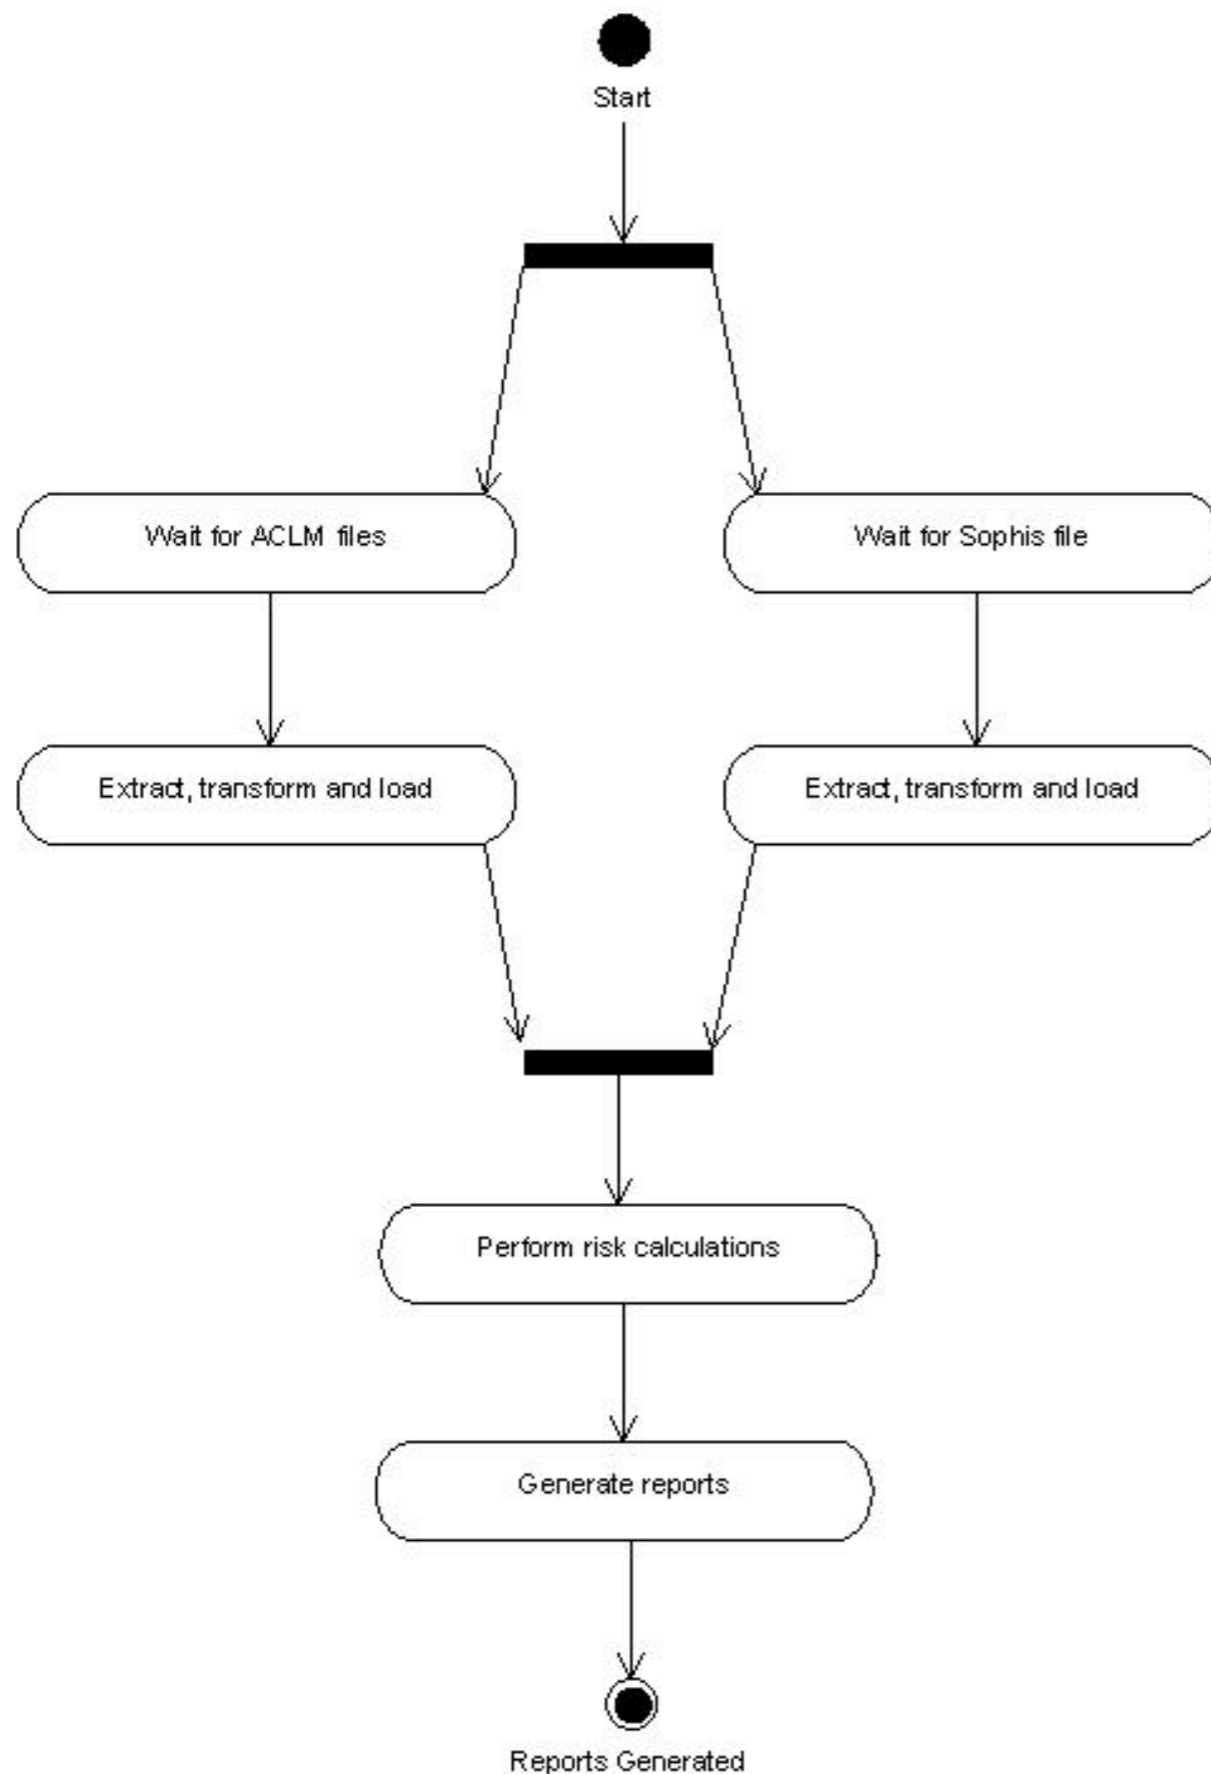 Start
Wait for ACLM files
Wait for Sophis file
Extract, transform and load
Extract, transform and load
Perform risk calculations
Generate reports
Reports Generated